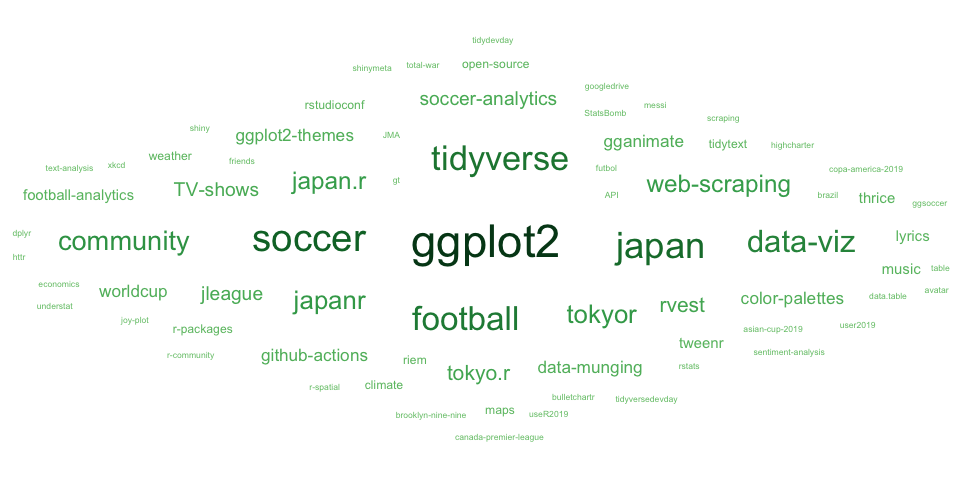 tidydevday
shinymeta
total-war
open-source
googledrive
rstudioconf
soccer-analytics
StatsBomb
messi
scraping
shiny
ggplot2-themes
JMA
gganimate
tidytext
highcharter
text-analysis
xkcd
weather
friends
tidyverse
futbol
copa-america-2019
football-analytics
TV-shows
japan.r
gt
API
web-scraping
brazil
thrice
ggsoccer
dplyr
community
soccer
ggplot2
japan
data-viz
lyrics
httr
music
table
economics
worldcup
jleague
japanr
rvest
color-palettes
data.table
avatar
understat
joy-plot
r-packages
football
tokyor
asian-cup-2019
user2019
r-community
github-actions
riem
tweenr
sentiment-analysis
r-spatial
climate
tokyo.r
data-munging
rstats
brooklyn-nine-nine
maps
useR2019
bulletchartr
tidyversedevday
canada-premier-league